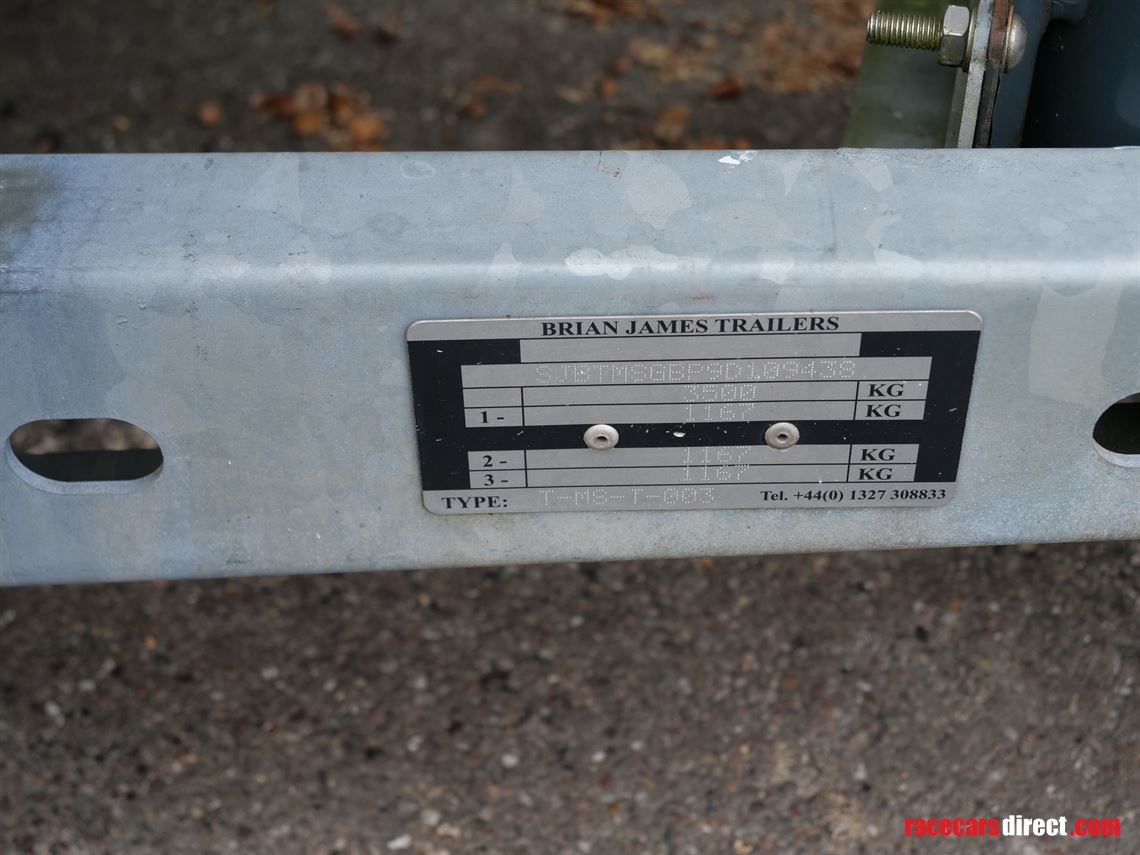 BRIAN JAMES TRAILERS
SJBTMSGBP9D109438
3500 KG
1- 1167 KG
2- 1167 KG
3- 1167 KG
TYPE: T-MS-T-003 Tel. +44(0) 1327 308833
racecarsdirect.com